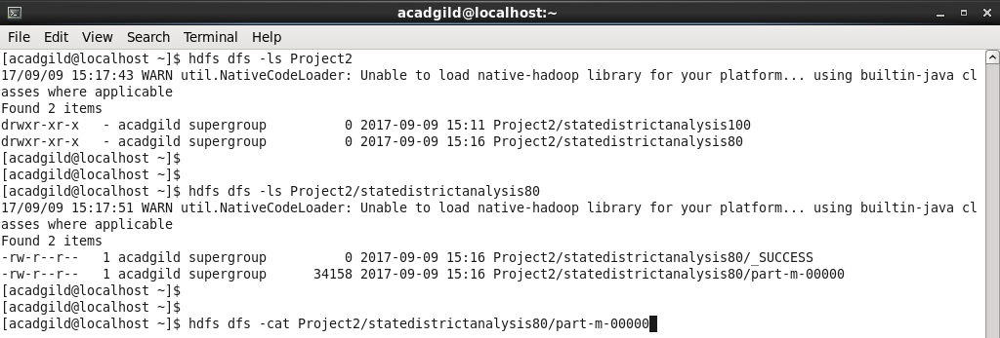 acadgild@localhost:~
File Edit View Search Terminal Help
[acadgild@localhost ~]$ hdfs dfs -ls Project2
17/09/09 15:17:43 WARN util.NativeCodeLoader: Unable to load native-hadoop library for your platform... using builtin-java cl
asses where applicable
Found 2 items
drwxr-xr-x   - acadgild supergroup          0 2017-09-09 15:11 Project2/statedistrictanalysis100
drwxr-xr-x   - acadgild supergroup          0 2017-09-09 15:16 Project2/statedistrictanalysis80
[acadgild@localhost ~]$
[acadgild@localhost ~]$
[acadgild@localhost ~]$ hdfs dfs -ls Project2/statedistrictanalysis80
17/09/09 15:17:51 WARN util.NativeCodeLoader: Unable to load native-hadoop library for your platform... using builtin-java cl
asses where applicable
Found 2 items
-rw-r--r--   1 acadgild supergroup          0 2017-09-09 15:16 Project2/statedistrictanalysis80/_SUCCESS
-rw-r--r--   1 acadgild supergroup      34158 2017-09-09 15:16 Project2/statedistrictanalysis80/part-m-00000
[acadgild@localhost ~]$
[acadgild@localhost ~]$
[acadgild@localhost ~]$ hdfs dfs -cat Project2/statedistrictanalysis80/part-m-00000